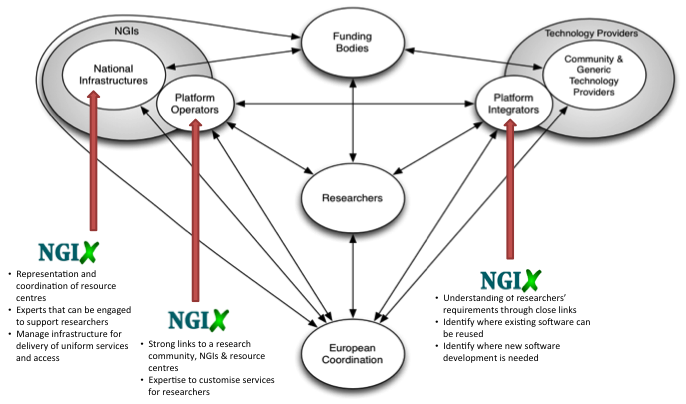 NGIs
National
Infrastructures
Platform
Operators
Funding
Bodies
Technology Providers
Community &
Generic
Technology
Providers
Platform
Integrators
Researchers
European
Coordination
NGIX
• Representation and
coordination of resource
centres
• Experts that can be engaged
to support researchers
• Manage infrastructure for
delivery of uniform services
and access
NGIX
• Strong links to a research
community, NGIs & resource
centres
• Expertise to customise services
for researchers
NGIX
• Understanding of researchers'
requirements through close links
• Identify where existing software can
be reused
• Identify where new software
development is needed